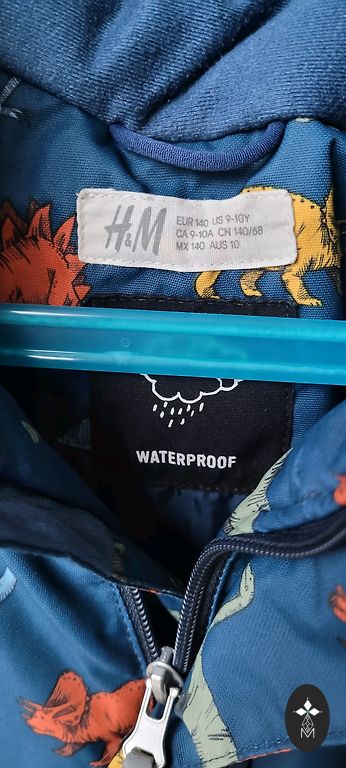 H&M
EUR 140 US 9-10Y
CA 9-10A CN 140/68
MX 140 AUS 10
WATERPROOF
M